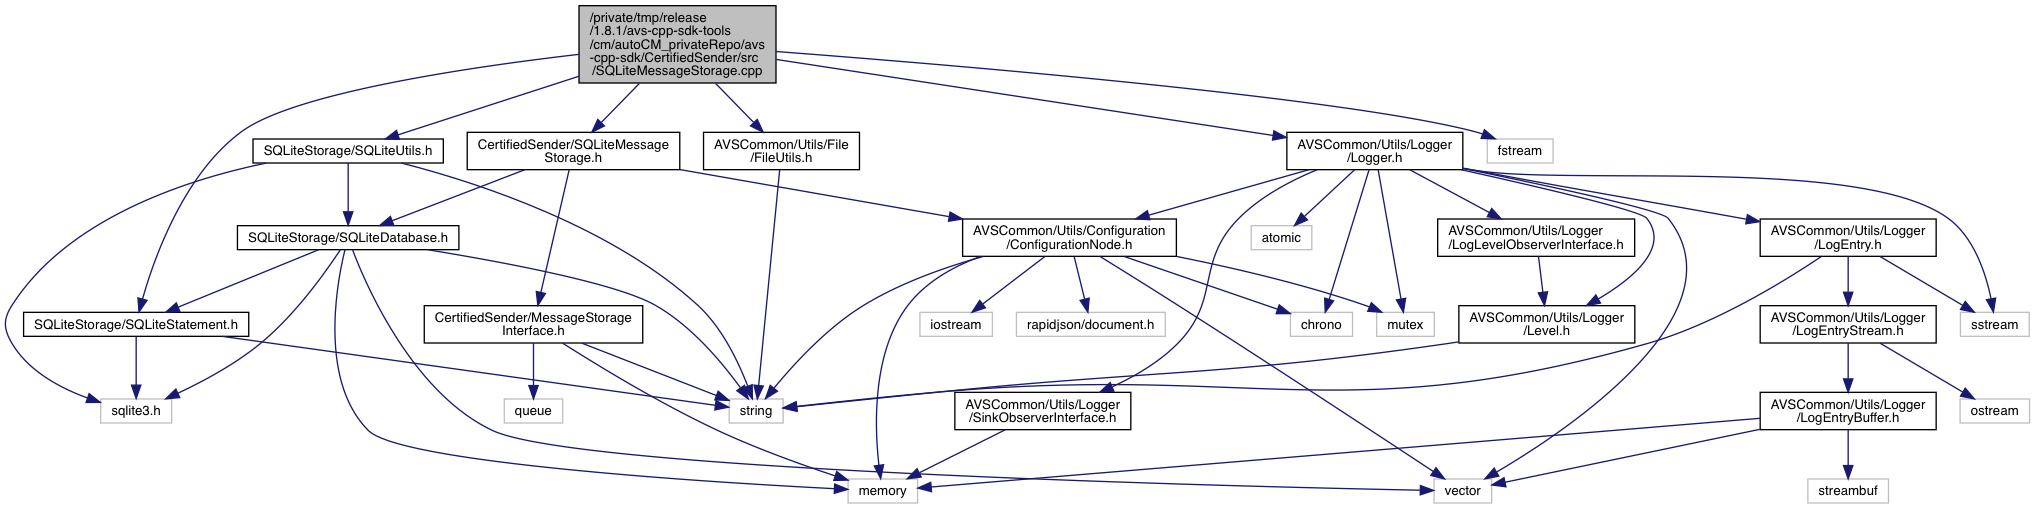 /private/tmp/release
/1.8.1/avs-cpp-sdk-tools
/cm/autoCM_privateRepo/avs
-cpp-sdk/CertifiedSender/src
/SQLiteMessageStorage.cpp
SQLiteStorage/SQLiteUtils.h
CertifiedSender/SQLiteMessage
Storage.h
AVSCommon/Utils/File
/FileUtils.h
AVSCommon/Utils/Logger
/Logger.h
fstream
SQLiteStorage/SQLiteDatabase.h
AVSCommon/Utils/Configuration
/ConfigurationNode.h
atomic
AVSCommon/Utils/Logger
/LogLevelObserverInterface.h
AVSCommon/Utils/Logger
/LogEntry.h
SQLiteStorage/SQLiteStatement.h
CertifiedSender/MessageStorage
Interface.h
iostream
rapidjson/document.h
chrono
mutex
AVSCommon/Utils/Logger
/Level.h
AVSCommon/Utils/Logger
/LogEntryStream.h
sstream
sqlite3.h
queue
string
AVSCommon/Utils/Logger
/SinkObserverInterface.h
AVSCommon/Utils/Logger
/LogEntryBuffer.h
ostream
memory
vector
streambuf